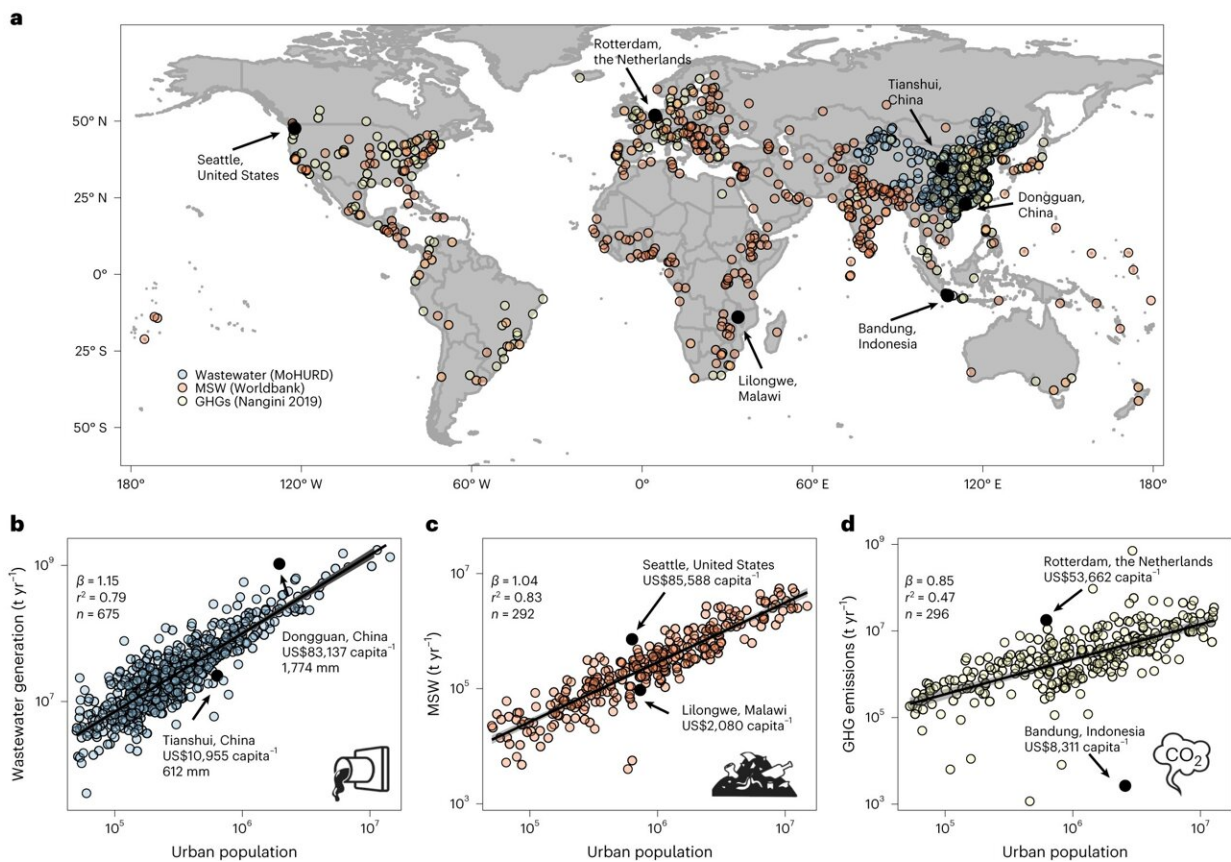 a
Rotterdam,
the Netherlands
Tianshui,
China
50° N
Seattle,
United States
25° N
Dongguan,
China
0°
Bandung,
Indonesia
25° S
Wastewater (MoHURD)
MSW (Worldbank)
GHGs (Nangini 2019)
Lilongwe,
Malawi
50° S
180°
120° W
60° W
0°
60° E
120° E
180°
b
Wastewater generation (t yr⁻¹)
10⁹
10⁷
β = 1.15
r² = 0.79
n = 675
Dongguan, China
US$83,137 capita⁻¹
1,774 mm
Tianshui, China
US$10,955 capita⁻¹
612 mm
10⁵
10⁶
10⁷
Urban population
c
MSW (t yr⁻¹)
10⁷
10⁵
10³
β = 1.04
r² = 0.83
n = 292
Seattle, United States
US$85,588 capita⁻¹
Lilongwe, Malawi
US$2,080 capita⁻¹
10⁵
10⁶
10⁷
Urban population
d
GHG emissions (t yr⁻¹)
10⁹
10⁷
10⁵
10³
β = 0.85
r² = 0.47
n = 296
Rotterdam, the Netherlands
US$53,662 capita⁻¹
Bandung, Indonesia
US$8,311 capita⁻¹
CO₂
10⁵
10⁶
10⁷
Urban population